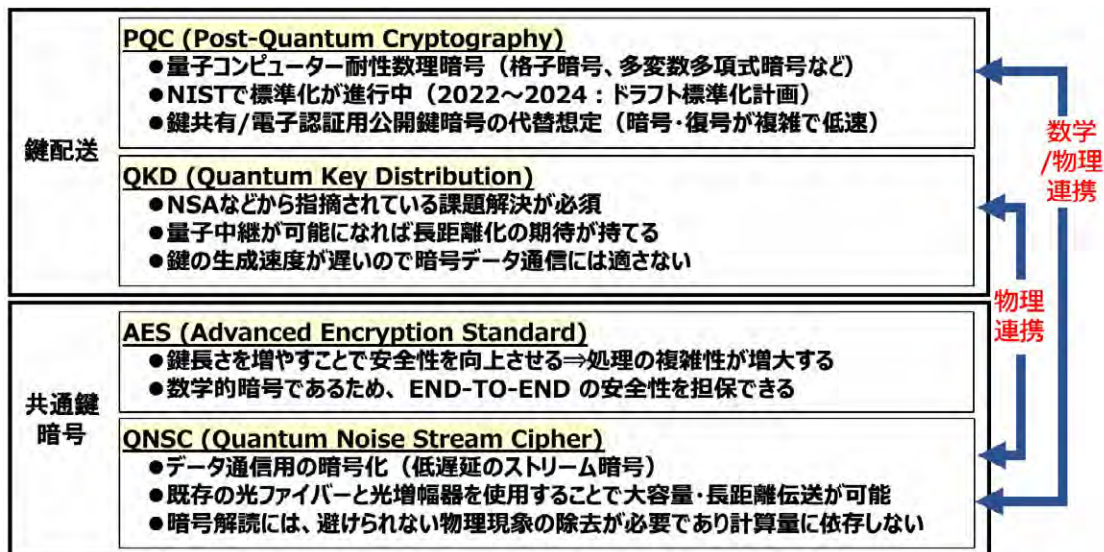 鍵配送
PQC (Post-Quantum Cryptography)
●量子コンピューター耐性数理暗号（格子暗号、多変数多項式暗号など）
●NISTで標準化が進行中（2022～2024：ドラフト標準化計画）
●鍵共有/電子認証用公開鍵暗号の代替想定（暗号・復号が複雑で低速）
QKD (Quantum Key Distribution)
●NSAなどから指摘されている課題解決が必須
●量子中継が可能になれば長距離化の期待が持てる
●鍵の生成速度が遅いので暗号データ通信には適さない
共通鍵
暗号
AES (Advanced Encryption Standard)
●鍵長さを増やすことで安全性を向上させる⇒処理の複雑性が増大する
●数学的暗号であるため、END-TO-END の安全性を担保できる
QNSC (Quantum Noise Stream Cipher)
●データ通信用の暗号化（低遅延のストリーム暗号）
●既存の光ファイバーと光増幅器を使用することで大容量・長距離伝送が可能
●暗号解読には、避けられない物理現象の除去が必要であり計算量に依存しない
数学
/物理
連携
物理
連携